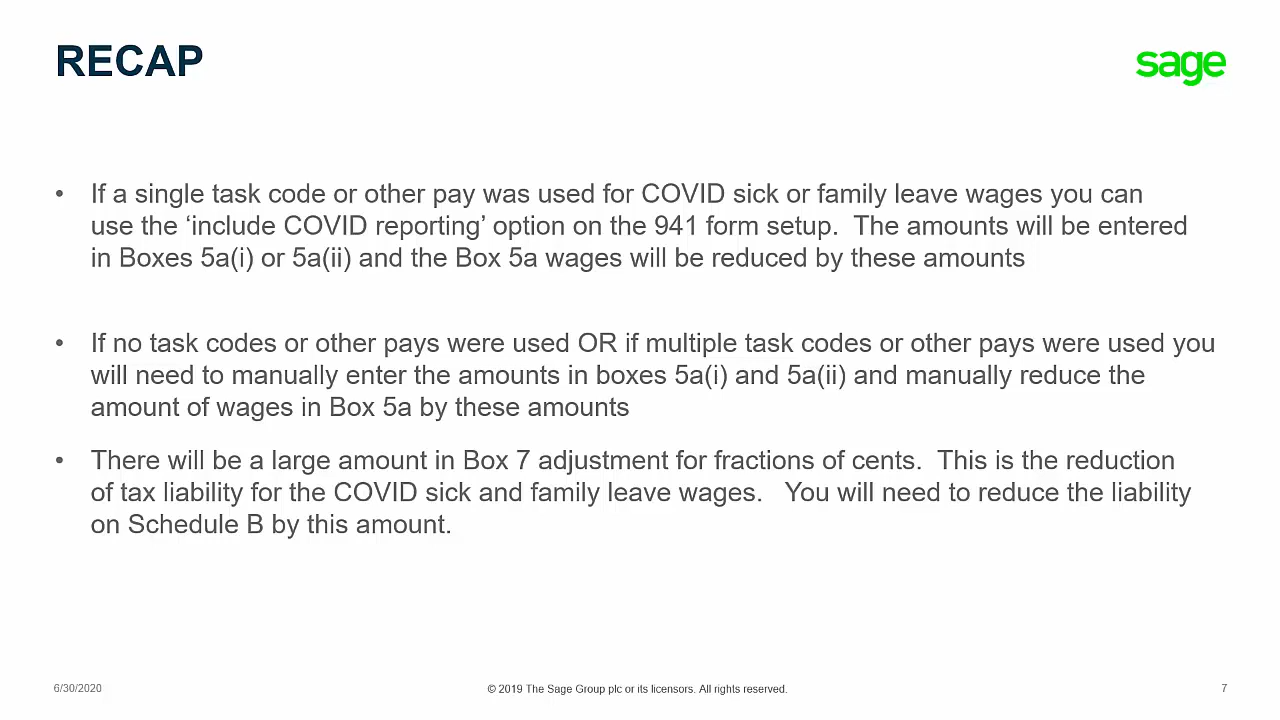 RECAP
sage
• If a single task code or other pay was used for COVID sick or family leave wages you can
use the ‘include COVID reporting’ option on the 941 form setup.  The amounts will be entered
in Boxes 5a(i) or 5a(ii) and the Box 5a wages will be reduced by these amounts
• If no task codes or other pays were used OR if multiple task codes or other pays were used you
will need to manually enter the amounts in boxes 5a(i) and 5a(ii) and manually reduce the
amount of wages in Box 5a by these amounts
• There will be a large amount in Box 7 adjustment for fractions of cents.  This is the reduction
of tax liability for the COVID sick and family leave wages.   You will need to reduce the liability
on Schedule B by this amount.
6/30/2020
© 2019 The Sage Group plc or its licensors. All rights reserved.
7